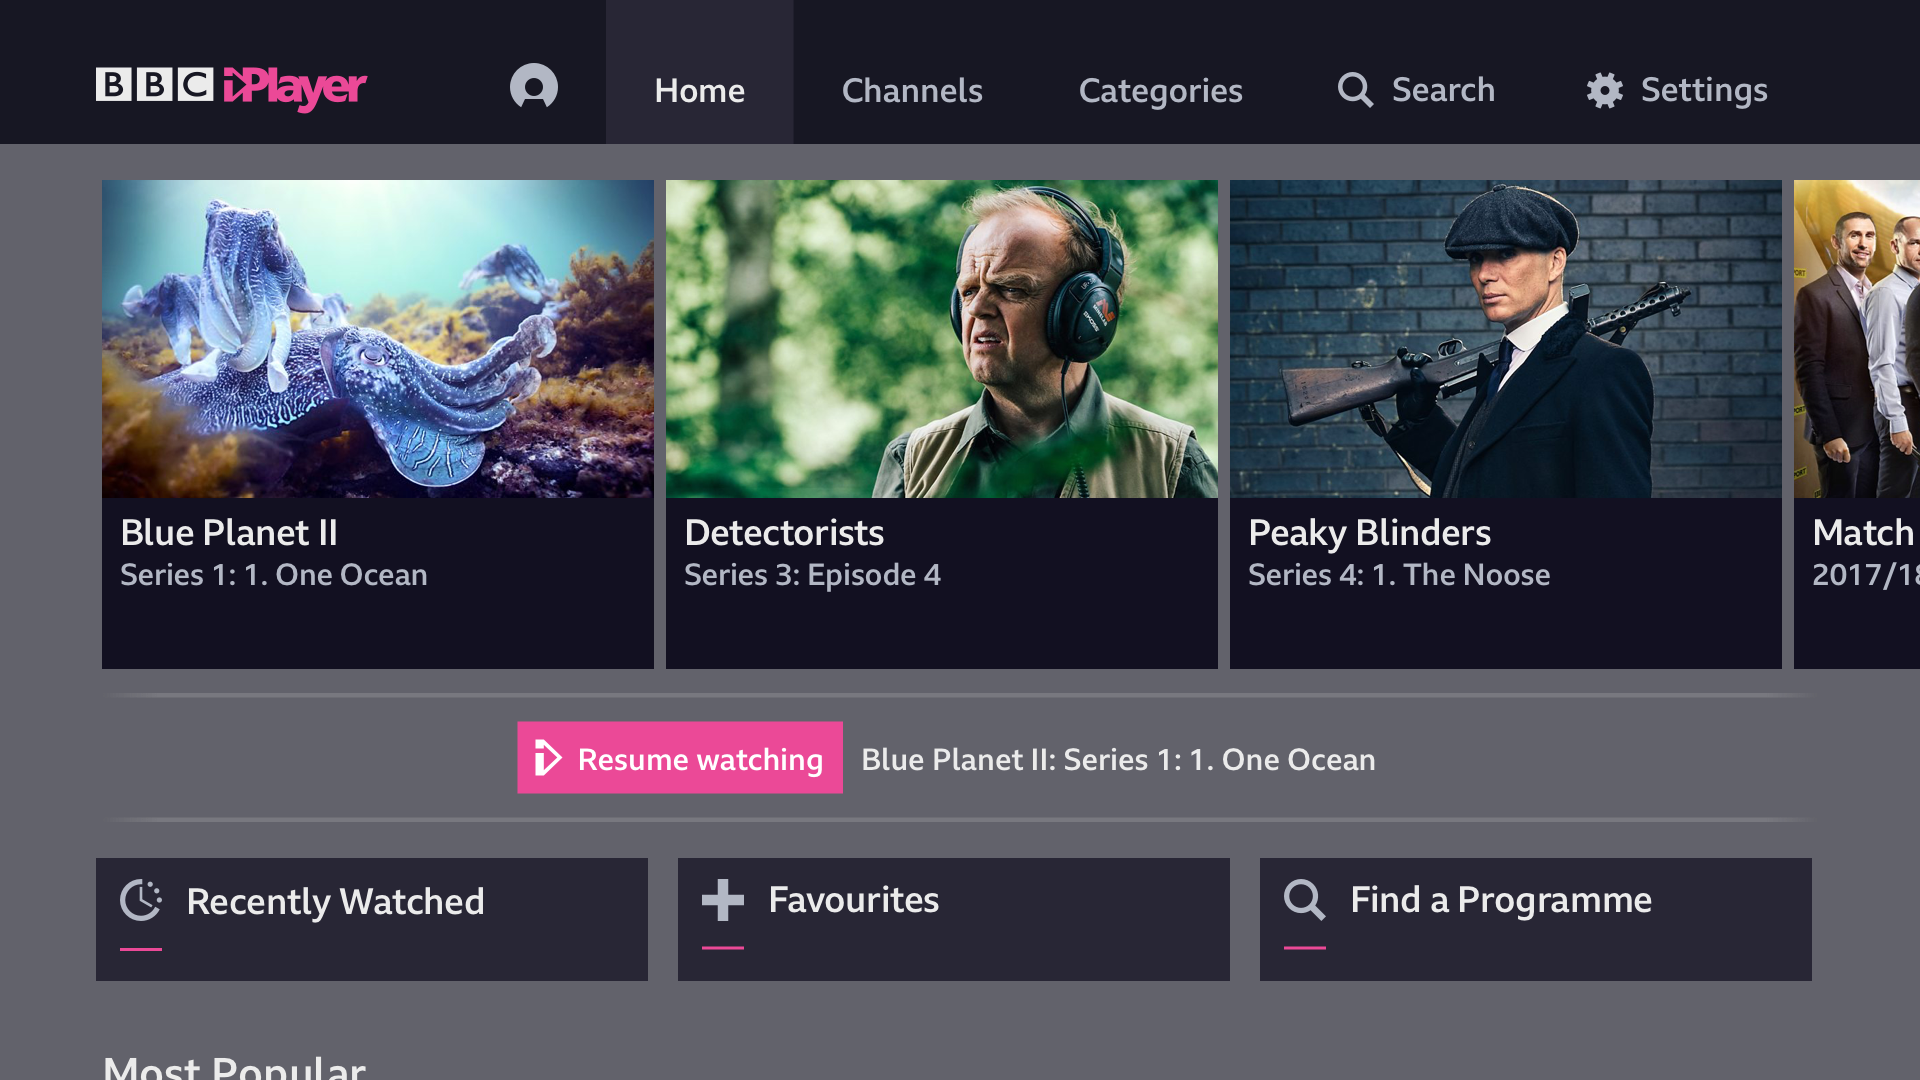 BBC iPlayer
Home
Channels
Categories
Search
Settings
Blue Planet II
Series 1: 1. One Ocean
Detectorists
Series 3: Episode 4
Peaky Blinders
Series 4: 1. The Noose
Match
2017/18
Resume watching
Blue Planet II: Series 1: 1. One Ocean
Recently Watched
Favourites
Find a Programme
Most Popular